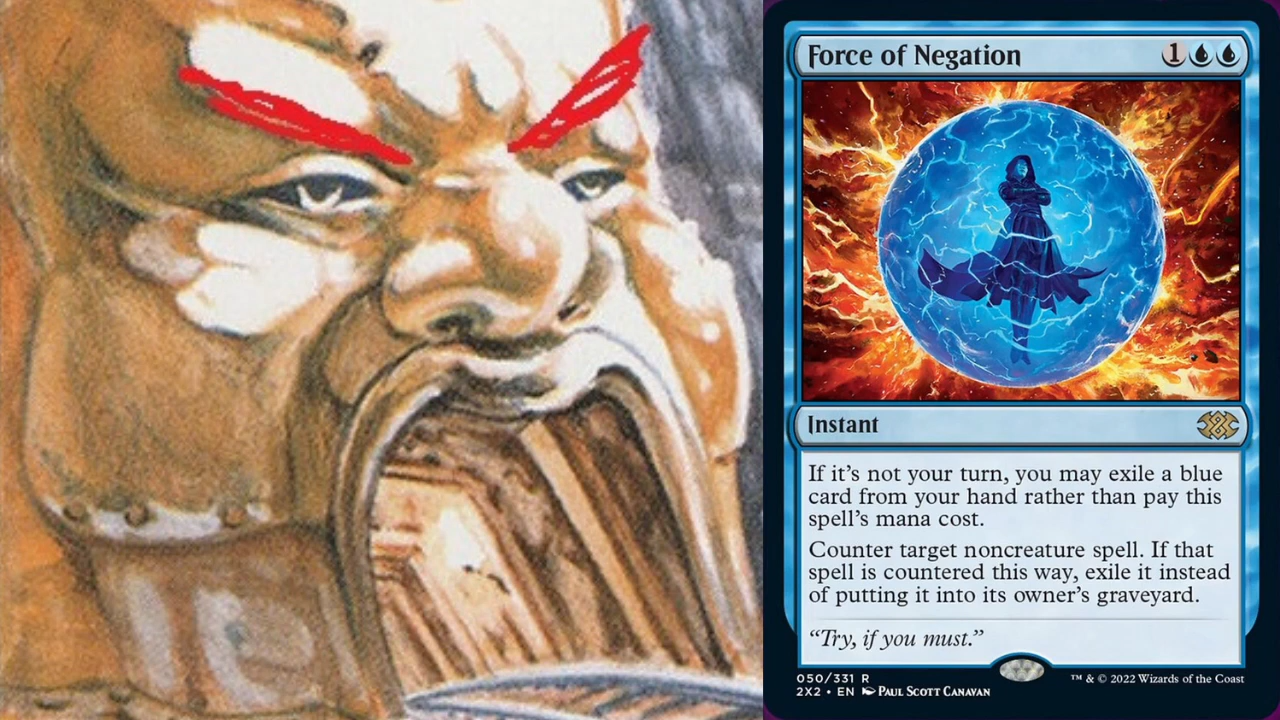 Force of Negation 1
Instant
If it's not your turn, you may exile a blue
card from your hand rather than pay this
spell's mana cost.
Counter target noncreature spell. If that
spell is countered this way, exile it instead
of putting it into its owner's graveyard.
“Try, if you must.”
050/331 R
2X2 • EN Paul Scott Canavan
™ & © 2022 Wizards of the Coast